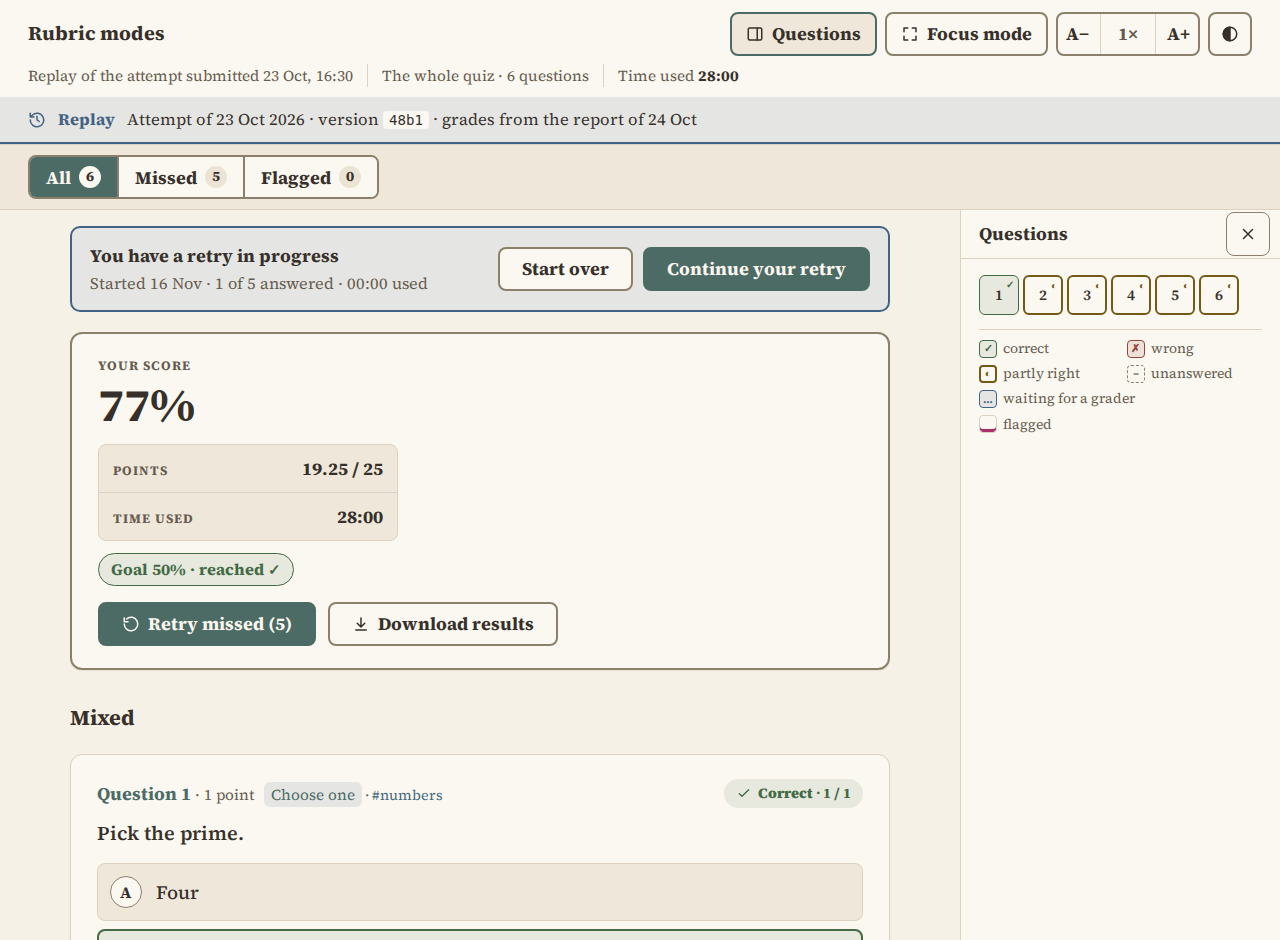 Rubric modes
Questions
Focus mode
A− 1× A+
Replay of the attempt submitted 23 Oct, 16:30
The whole quiz · 6 questions
Time used 28:00
Replay Attempt of 23 Oct 2026 · version 48b1 · grades from the report of 24 Oct
All 6
Missed 5
Flagged 0
You have a retry in progress
Started 16 Nov · 1 of 5 answered · 00:00 used
Start over
Continue your retry
YOUR SCORE
77%
POINTS 19.25 / 25
TIME USED 28:00
Goal 50% · reached ✓
Retry missed (5)
Download results
Mixed
Question 1 · 1 point Choose one · #numbers
Correct · 1 / 1
Pick the prime.
A Four
Questions
1 ✓ 2 3 4 5 6
✓ correct
✗ wrong
partly right
– unanswered
… waiting for a grader
flagged